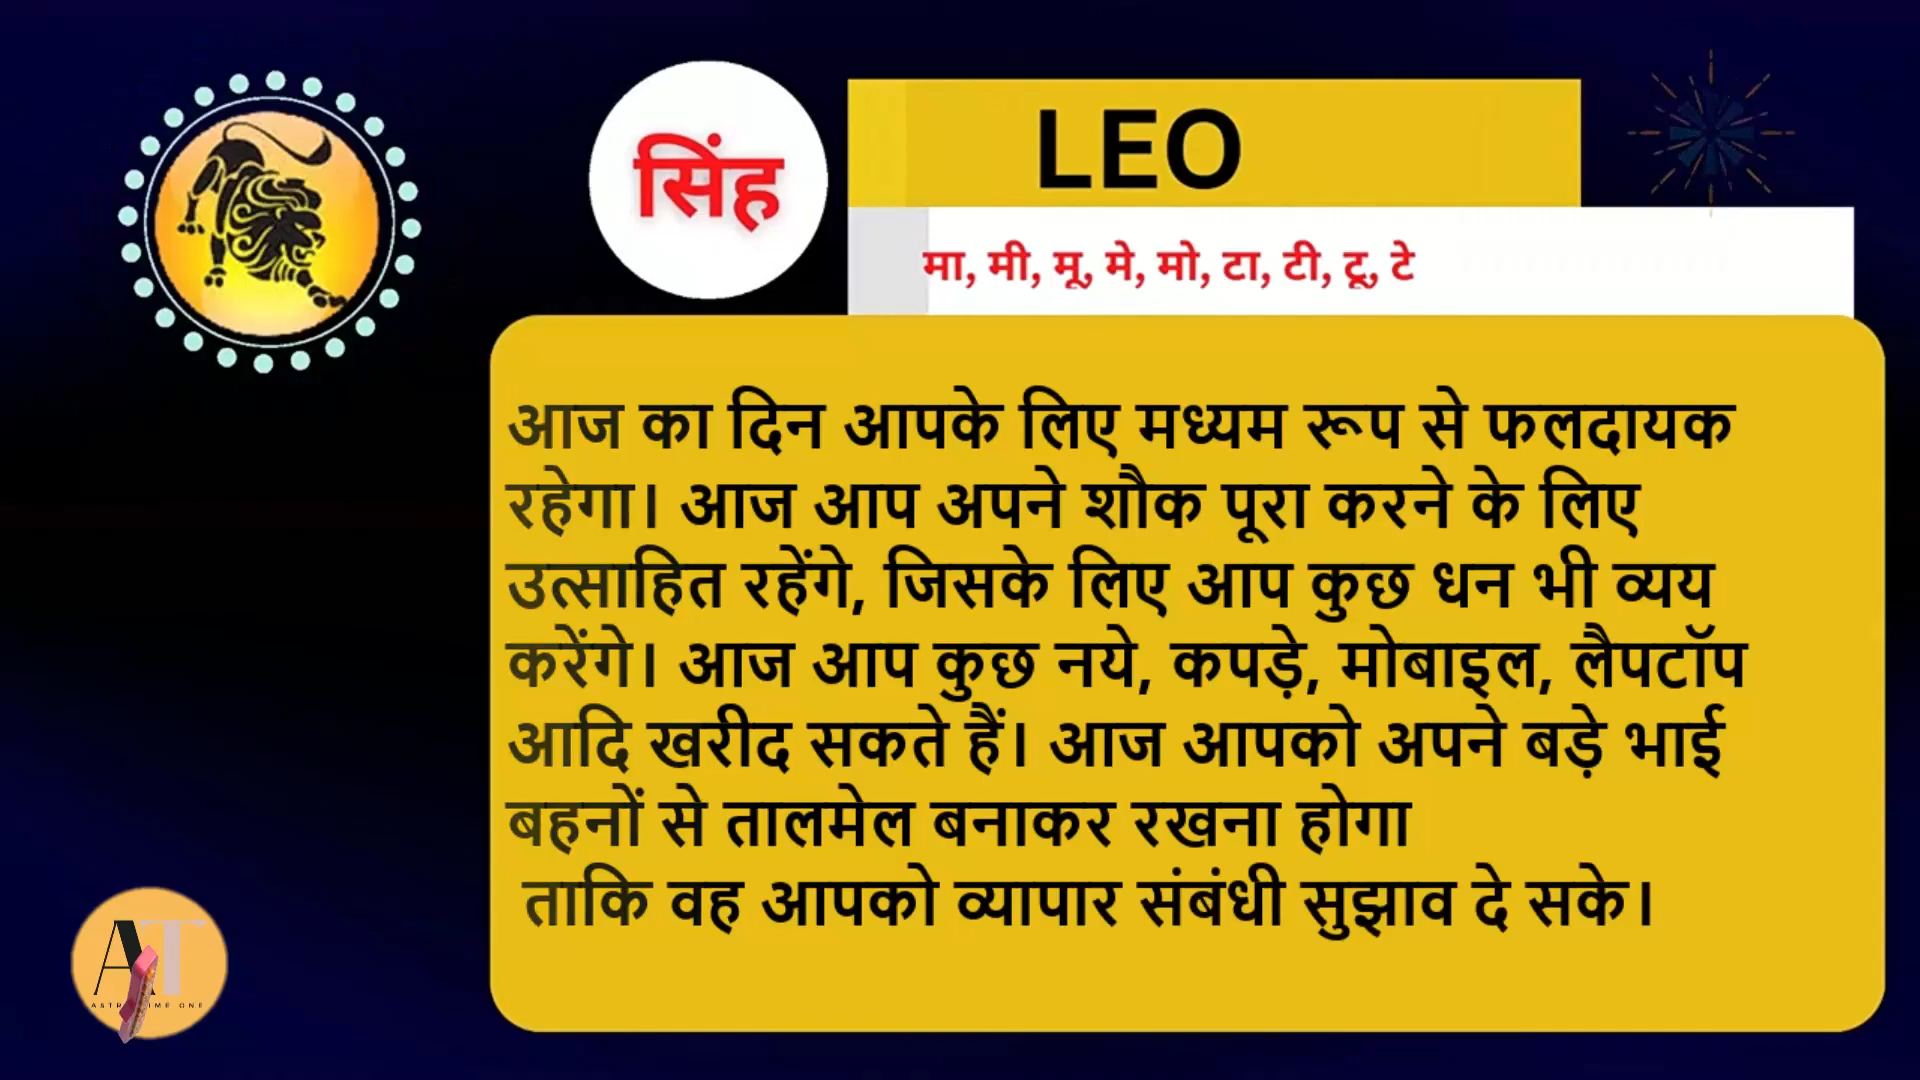 सिंह
LEO
मा, मी, मू, मे, मो, टा, टी, टू, टे
आज का दिन आपके लिए मध्यम रूप से फलदायक
रहेगा। आज आप अपने शौक पूरा करने के लिए
उत्साहित रहेंगे, जिसके लिए आप कुछ धन भी व्यय
करेंगे। आज आप कुछ नये, कपड़े, मोबाइल, लैपटॉप
आदि खरीद सकते हैं। आज आपको अपने बड़े भाई
बहनों से तालमेल बनाकर रखना होगा
ताकि वह आपको व्यापार संबंधी सुझाव दे सके।
AT
ONE